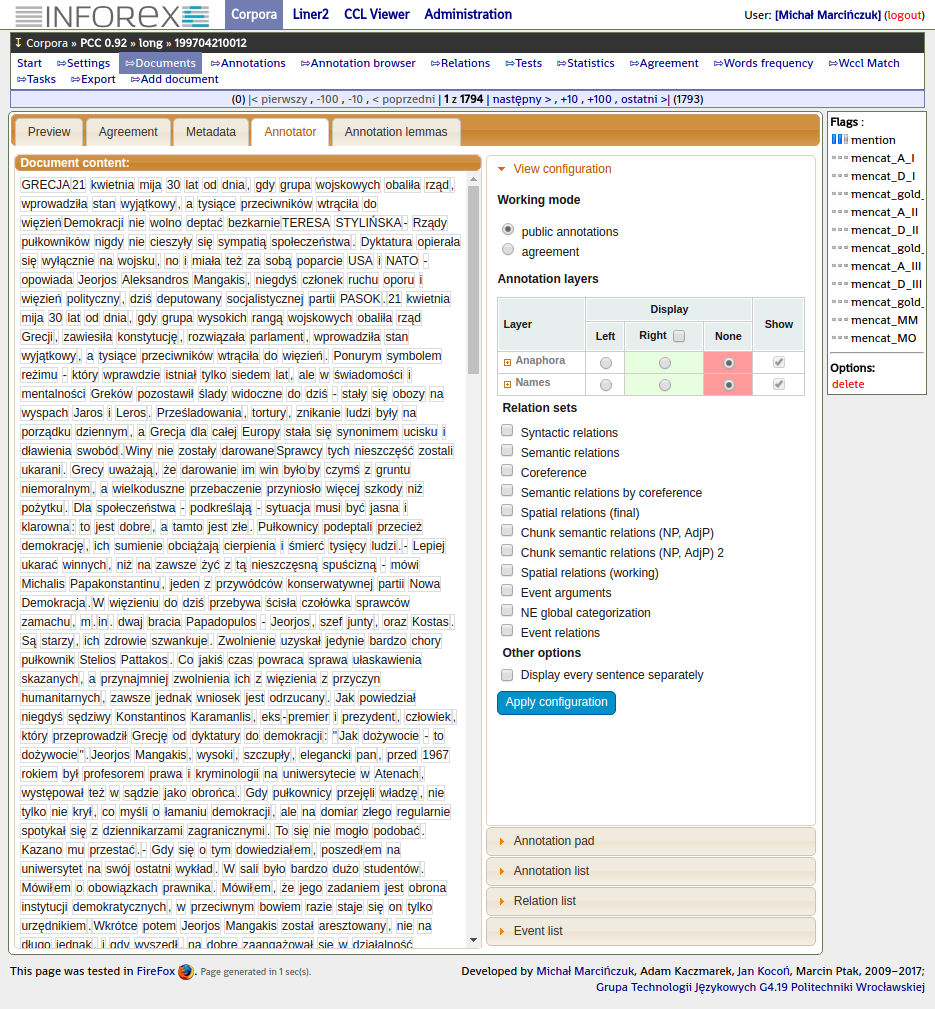 INFOREX Corpora Liner2 CCL Viewer Administration User: [Michał Marcińczuk] (logout)
Corpora » PCC 0.92 » long » 199704210012
Start ⇰Settings ⇰Documents ⇰Annotations ⇰Annotation browser ⇰Relations ⇰Tests ⇰Statistics ⇰Agreement ⇰Words frequency ⇰Wccl Match
⇰Tasks ⇰Export ⇰Add document
(0) |< pierwszy , -100 , -10 , < poprzedni | 1 z 1794 | następny > , +10 , +100 , ostatni >| (1793)
Preview Agreement Metadata Annotator Annotation lemmas
Document content:
GRECJA21 kwietnia mija 30 lat od dnia, gdy grupa wojskowych obaliła rząd,
wprowadziła stan wyjątkowy, a tysiące przeciwników wtrąciła do
więzieńDemokracji nie wolno deptać bezkarnieTERESA STYLIŃSKA- Rządy
pułkowników nigdy nie cieszyły się sympatią społeczeństwa. Dyktatura opierała
się wyłącznie na wojsku, no i miała też za sobą poparcie USA i NATO -
opowiada Jeorjos Aleksandros Mangakis, niegdyś członek ruchu oporu i
więzień polityczny, dziś deputowany socjalistycznej partii PASOK.21 kwietnia
mija 30 lat od dnia, gdy grupa wysokich rangą wojskowych obaliła rząd
Grecji, zawiesiła konstytucję, rozwiązała parlament, wprowadziła stan
wyjątkowy, a tysiące przeciwników wtrąciła do więzień. Ponurym symbolem
reżimu - który wprawdzie istniał tylko siedem lat, ale w świadomości i
mentalności Greków pozostawił ślady widoczne do dziś - stały się obozy na
wyspach Jaros i Leros. Prześladowania, tortury, znikanie ludzi były na
porządku dziennym, a Grecja dla całej Europy stała się synonimem ucisku i
dławienia swobód.Winy nie zostały darowaneSprawcy tych nieszczęść zostali
ukarani. Grecy uważają, że darowanie im win byłoby czymś z gruntu
niemoralnym, a wielkoduszne przebaczenie przyniosło więcej szkody niż
pożytku. Dla społeczeństwa - podkreślają - sytuacja musi być jasna i
klarowna: to jest dobre, a tamto jest złe. Pułkownicy podeptali przecież
demokrację, ich sumienie obciążają cierpienia i śmierć tysięcy ludzi.- Lepiej
ukarać winnych, niż na zawsze żyć z tą nieszczęsną spuścizną - mówi
Michalis Papakonstantinu, jeden z przywódców konserwatywnej partii Nowa
Demokracja.W więzieniu do dziś przebywa ścisła czołówka sprawców
zamachu, m.in. dwaj bracia Papadopulos - Jeorjos, szef junty, oraz Kostas.
Są starzy, ich zdrowie szwankuje. Zwolnienie uzyskał jedynie bardzo chory
pułkownik Stelios Pattakos. Co jakiś czas powraca sprawa ułaskawienia
skazanych, a przynajmniej zwolnienia ich z więzienia z przyczyn
humanitarnych, zawsze jednak wniosek jest odrzucany. Jak powiedział
niegdyś sędziwy Konstantinos Karamanlis, eks-premier i prezydent, człowiek,
który przeprowadził Grecję od dyktatury do demokracji: "Jak dożywocie - to
dożywocie".Jeorjos Mangakis, wysoki, szczupły, elegancki pan, przed 1967
rokiem był profesorem prawa i kryminologii na uniwersytecie w Atenach,
występował też w sądzie jako obrońca. Gdy pułkownicy przejęli władzę, nie
tylko nie krył, co myśli o łamaniu demokracji, ale na domiar złego regularnie
spotykał się z dziennikarzami zagranicznymi. To się nie mogło podobać.
Kazano mu przestać.- Gdy się o tym dowiedziałem, poszedłem na
uniwersytet na swój ostatni wykład. W sali było bardzo dużo studentów.
Mówiłem o obowiązkach prawnika. Mówiłem, że jego zadaniem jest obrona
instytucji demokratycznych, w przeciwnym bowiem razie staje się on tylko
urzędnikiem.Wkrótce potem Jeorjos Mangakis został aresztowany, nie na
długo jednak, i gdy wyszedł, na dobre zaangażował się w działalność
View configuration
Working mode
public annotations
agreement
Annotation layers
Layer Display Show
Left Right None
Anaphora
Names
Relation sets
Syntactic relations
Semantic relations
Coreference
Semantic relations by coreference
Spatial relations (final)
Chunk semantic relations (NP, AdjP)
Chunk semantic relations (NP, AdjP) 2
Spatial relations (working)
Event arguments
NE global categorization
Event relations
Other options
Display every sentence separately
Apply configuration
Annotation pad
Annotation list
Relation list
Event list
Flags :
mention
mencat_A_I
mencat_D_I
mencat_gold_
mencat_A_II
mencat_D_II
mencat_gold_
mencat_A_III
mencat_D_III
mencat_gold_
mencat_MM
mencat_MO
Options:
delete
This page was tested in FireFox . Page generated in 1 sec(s). Developed by Michał Marcińczuk, Adam Kaczmarek, Jan Kocoń, Marcin Ptak, 2009–2017;
Grupa Technologii Językowych G4.19 Politechniki Wrocławskiej